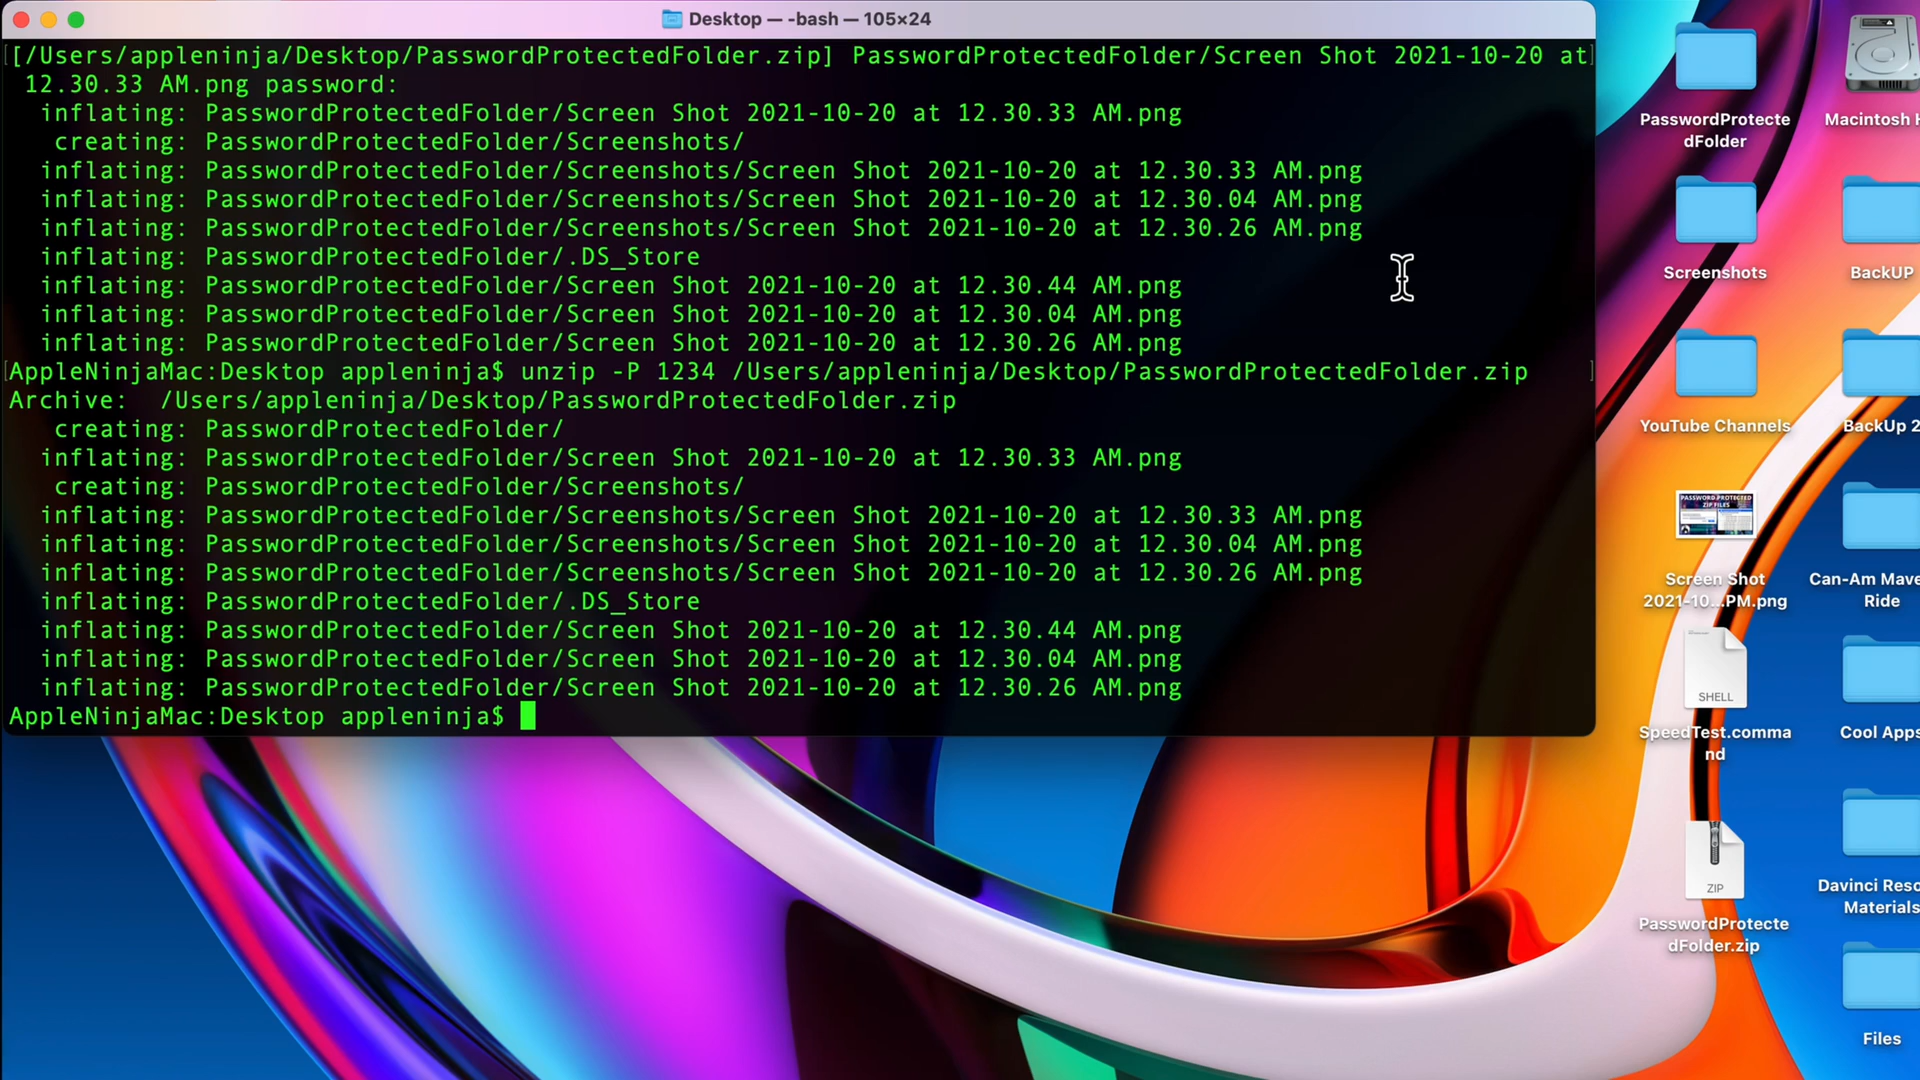 Desktop — -bash — 105×24
[[/Users/appleninja/Desktop/PasswordProtectedFolder.zip] PasswordProtectedFolder/Screen Shot 2021-10-20 at]
12.30.33 AM.png password:
inflating: PasswordProtectedFolder/Screen Shot 2021-10-20 at 12.30.33 AM.png
creating: PasswordProtectedFolder/Screenshots/
inflating: PasswordProtectedFolder/Screenshots/Screen Shot 2021-10-20 at 12.30.33 AM.png
inflating: PasswordProtectedFolder/Screenshots/Screen Shot 2021-10-20 at 12.30.04 AM.png
inflating: PasswordProtectedFolder/Screenshots/Screen Shot 2021-10-20 at 12.30.26 AM.png
inflating: PasswordProtectedFolder/.DS_Store
inflating: PasswordProtectedFolder/Screen Shot 2021-10-20 at 12.30.44 AM.png
inflating: PasswordProtectedFolder/Screen Shot 2021-10-20 at 12.30.04 AM.png
inflating: PasswordProtectedFolder/Screen Shot 2021-10-20 at 12.30.26 AM.png
[AppleNinjaMac:Desktop appleninja$ unzip -P 1234 /Users/appleninja/Desktop/PasswordProtectedFolder.zip ]
Archive:  /Users/appleninja/Desktop/PasswordProtectedFolder.zip
creating: PasswordProtectedFolder/
inflating: PasswordProtectedFolder/Screen Shot 2021-10-20 at 12.30.33 AM.png
creating: PasswordProtectedFolder/Screenshots/
inflating: PasswordProtectedFolder/Screenshots/Screen Shot 2021-10-20 at 12.30.33 AM.png
inflating: PasswordProtectedFolder/Screenshots/Screen Shot 2021-10-20 at 12.30.04 AM.png
inflating: PasswordProtectedFolder/Screenshots/Screen Shot 2021-10-20 at 12.30.26 AM.png
inflating: PasswordProtectedFolder/.DS_Store
inflating: PasswordProtectedFolder/Screen Shot 2021-10-20 at 12.30.44 AM.png
inflating: PasswordProtectedFolder/Screen Shot 2021-10-20 at 12.30.04 AM.png
inflating: PasswordProtectedFolder/Screen Shot 2021-10-20 at 12.30.26 AM.png
AppleNinjaMac:Desktop appleninja$
PasswordProtecte
dFolder
Macintosh H
Screenshots
BackUP
YouTube Channels
BackUp 2
PASSWORD PROTECTED
ZIP FILES
Screen Shot
2021-10...PM.png
Can-Am Mave
Ride
SHELL
SpeedTest.comma
nd
Cool Apps
ZIP
PasswordProtecte
dFolder.zip
Davinci Reso
Materials
Files